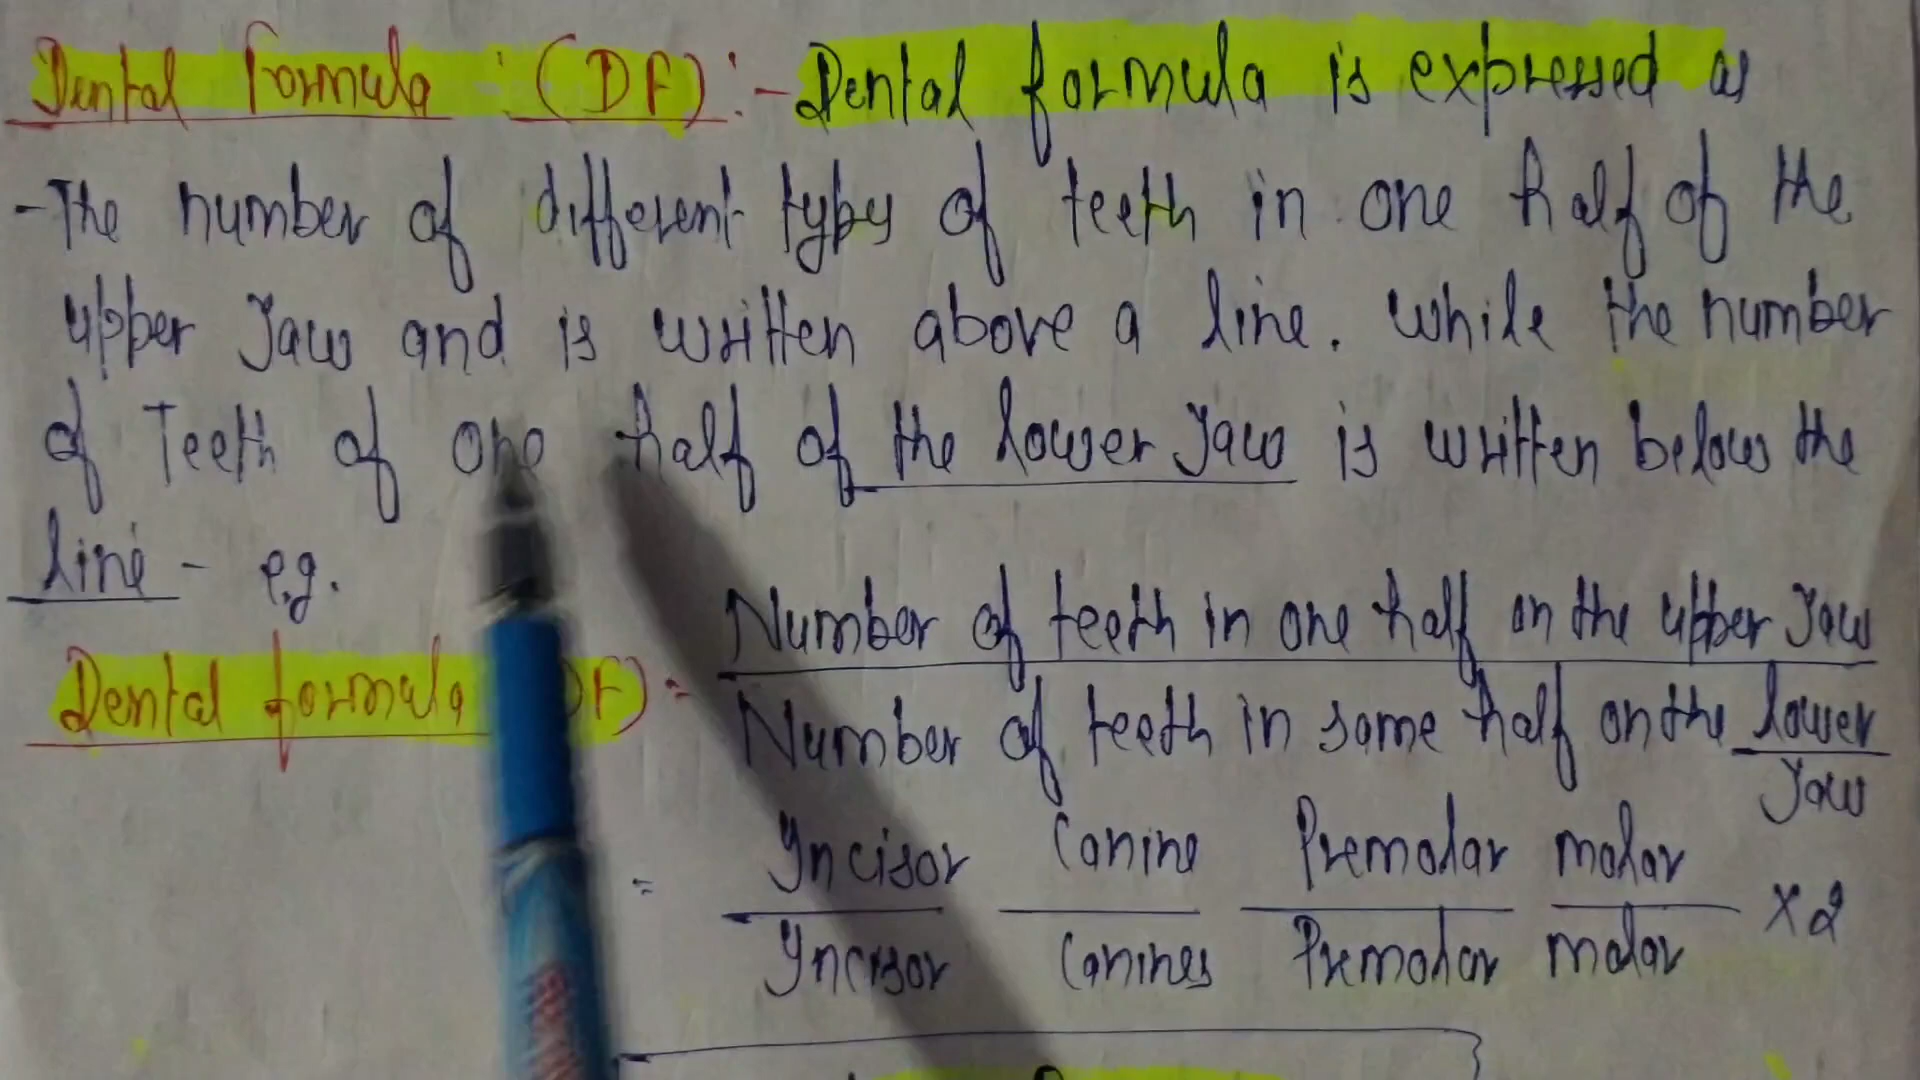 Dental Formula :(DF):- Dental formula is expressed as
-The number of different types of teeth in one half of the
upper Jaw and is written above a line. While the number
of Teeth of one half of the lower Jaw is written below the
line - e.g.
Dental formula DF) = Number of teeth in one half on the upper Jaw
Number of teeth in same half on the lower
Jaw
= Incisor Canine Premolar molar
Incisor Canines Premolar molar ×2